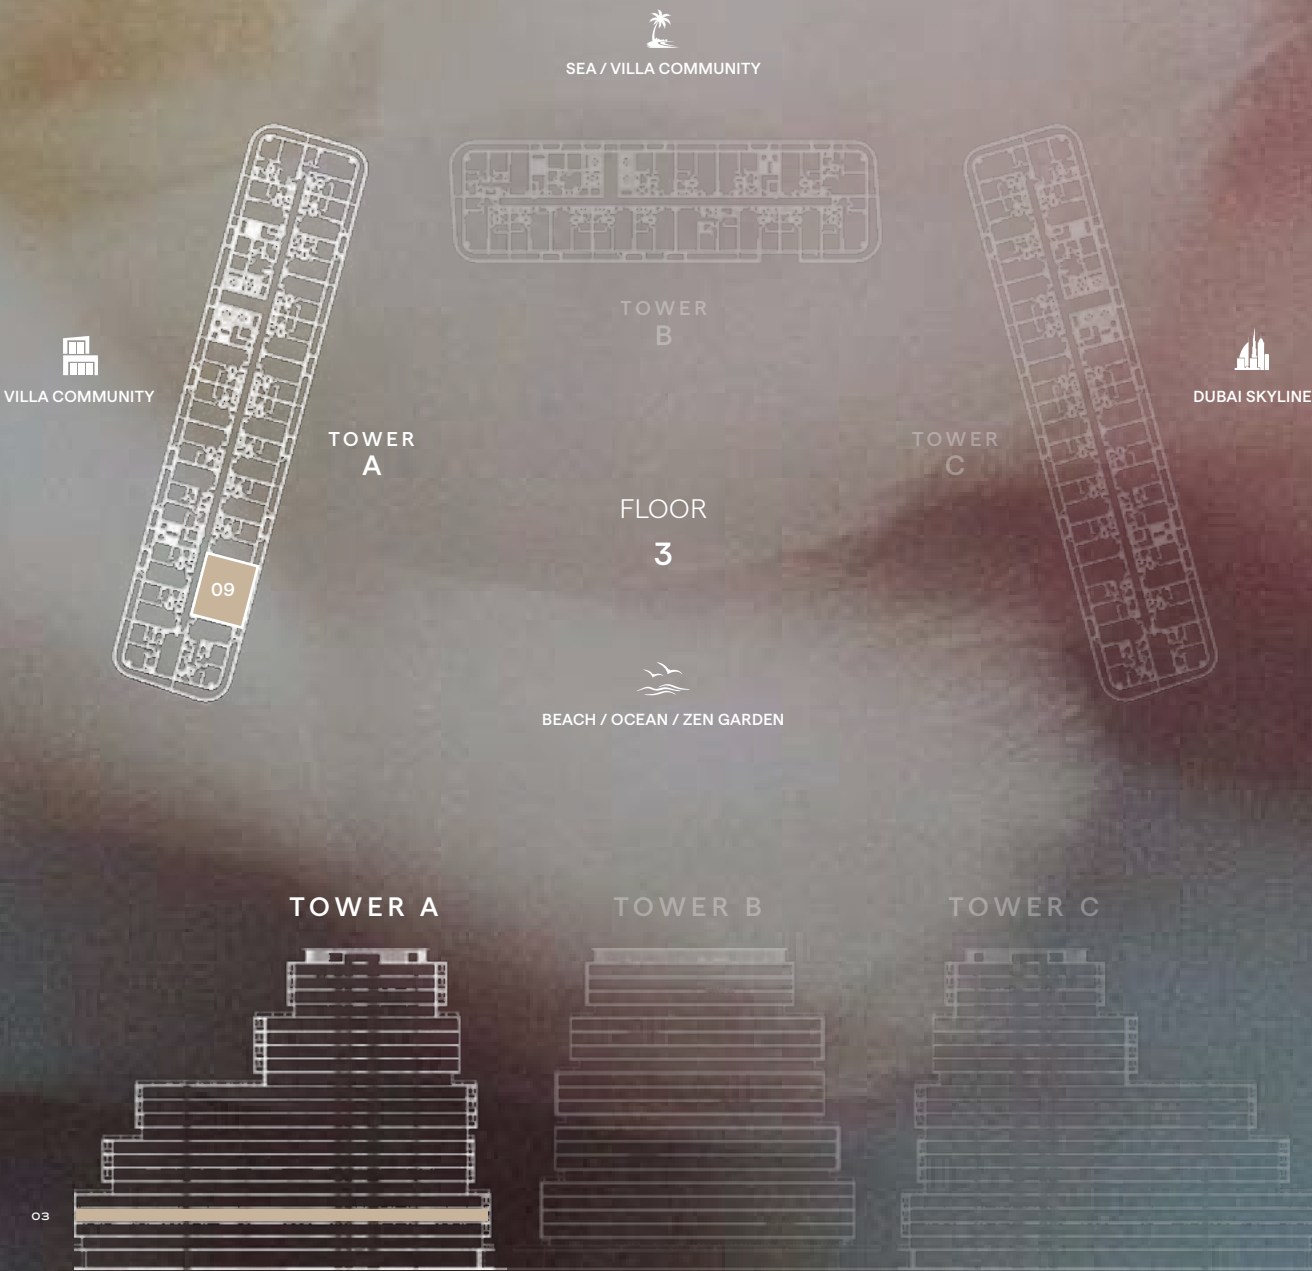 SEA / VILLA COMMUNITY
TOWER
B
VILLA COMMUNITY
DUBAI SKYLINE
TOWER
A
TOWER
C
FLOOR
3
09
BEACH / OCEAN / ZEN GARDEN
TOWER A
TOWER B
TOWER C
03